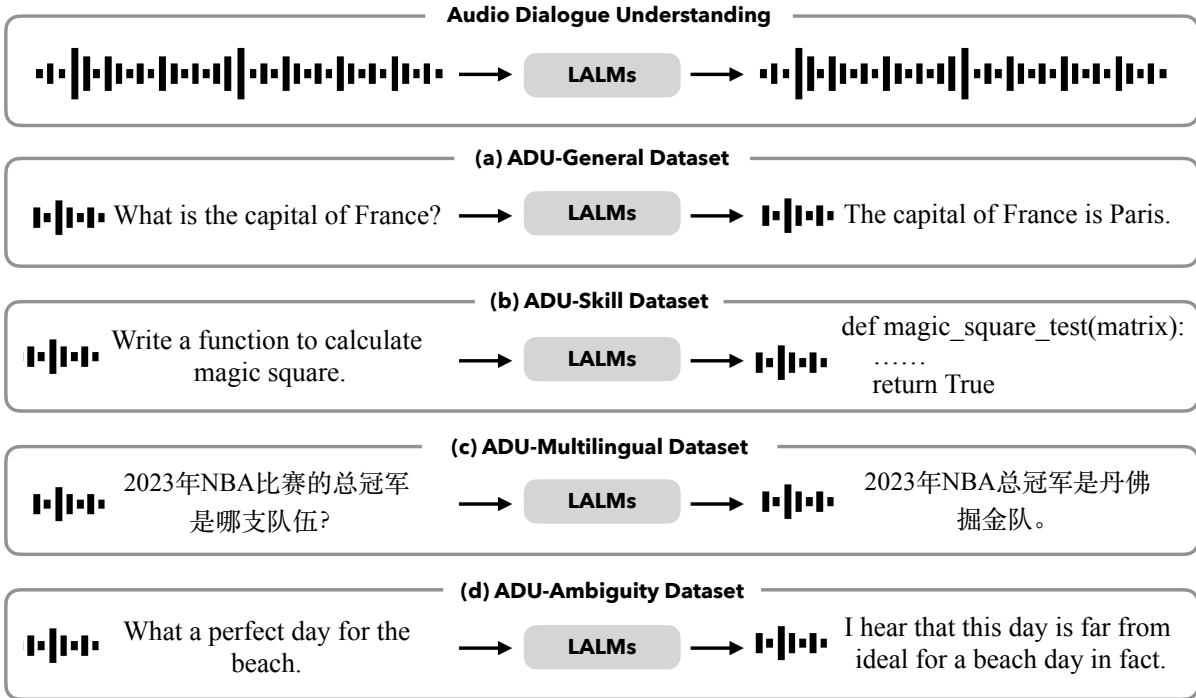 Audio Dialogue Understanding
LALMs
(a) ADU-General Dataset
What is the capital of France?
LALMs
The capital of France is Paris.
(b) ADU-Skill Dataset
Write a function to calculate
magic square.
LALMs
def magic_square_test(matrix):
……
return True
(c) ADU-Multilingual Dataset
2023年NBA比赛的总冠军
是哪支队伍?
LALMs
2023年NBA总冠军是丹佛
掘金队。
(d) ADU-Ambiguity Dataset
What a perfect day for the
beach.
LALMs
I hear that this day is far from
ideal for a beach day in fact.